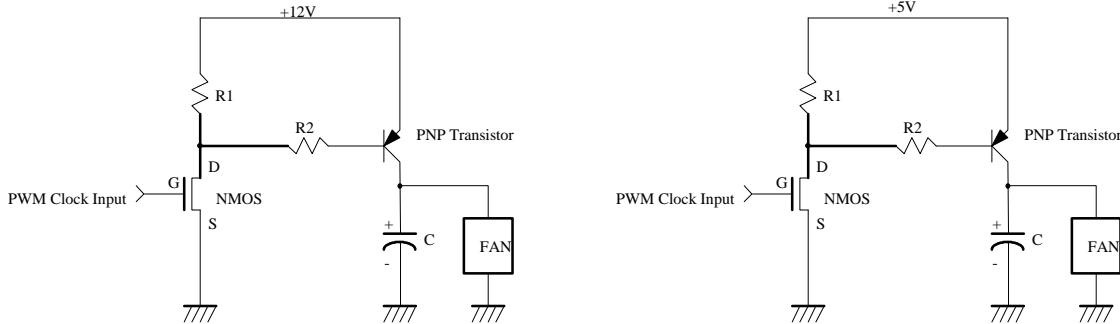 +12V
R1
R2
PNP Transistor
D
G
PWM Clock Input
NMOS
S
+
C
-
FAN
+5V
R1
R2
PNP Transistor
D
G
PWM Clock Input
NMOS
S
+
C
-
FAN